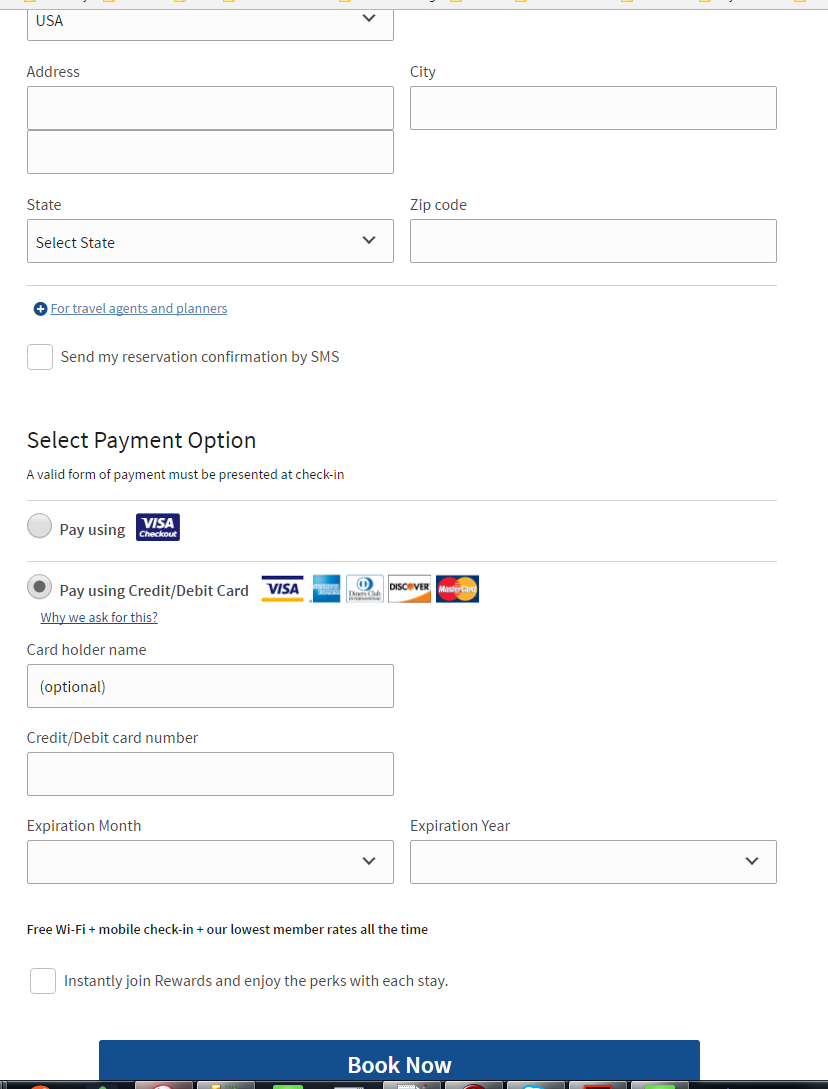 USA
Address
City
State
Zip code
Select State
For travel agents and planners
Send my reservation confirmation by SMS
Select Payment Option
A valid form of payment must be presented at check-in
Pay using
VISA
Checkout
Pay using Credit/Debit Card
VISA
DISCOVER
MasterCard
Why we ask for this?
Card holder name
(optional)
Credit/Debit card number
Expiration Month
Expiration Year
Free Wi-Fi + mobile check-in + our lowest member rates all the time
Instantly join Rewards and enjoy the perks with each stay.
Book Now